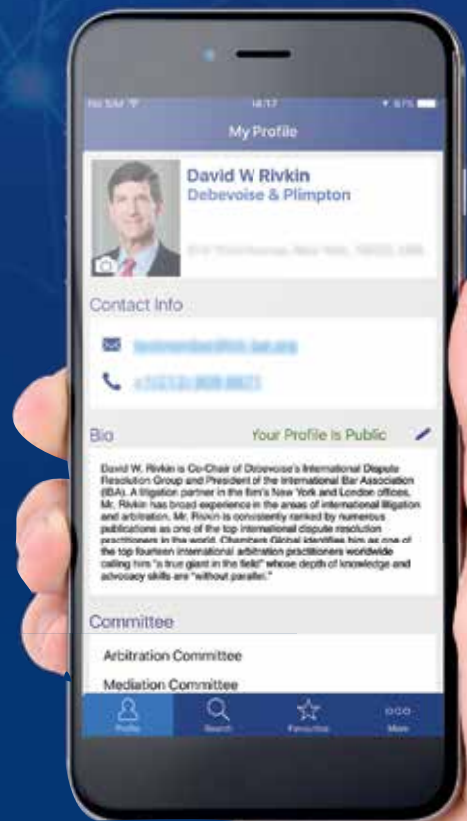 No SIM
14:17
87%
My Profile
David W Rivkin
Debevoise & Plimpton
Contact Info
Bio
Your Profile Is Public
David W. Rivkin is Co-Chair of Debevoise's International Dispute
Resolution Group and President of the International Bar Association
(IBA). A litigation partner in the firm's New York and London offices,
Mr. Rivkin has broad experience in the areas of international litigation
and arbitration. Mr. Rivkin is consistently ranked by numerous
publications as one of the top international dispute resolution
practitioners in the world. Chambers Global identifies him as one of
the top fourteen international arbitration practitioners worldwide
calling him "a true giant in the field" whose depth of knowledge and
advocacy skills are "without parallel."
Committee
Arbitration Committee
Mediation Committee
Profile
Search
Favourites
More